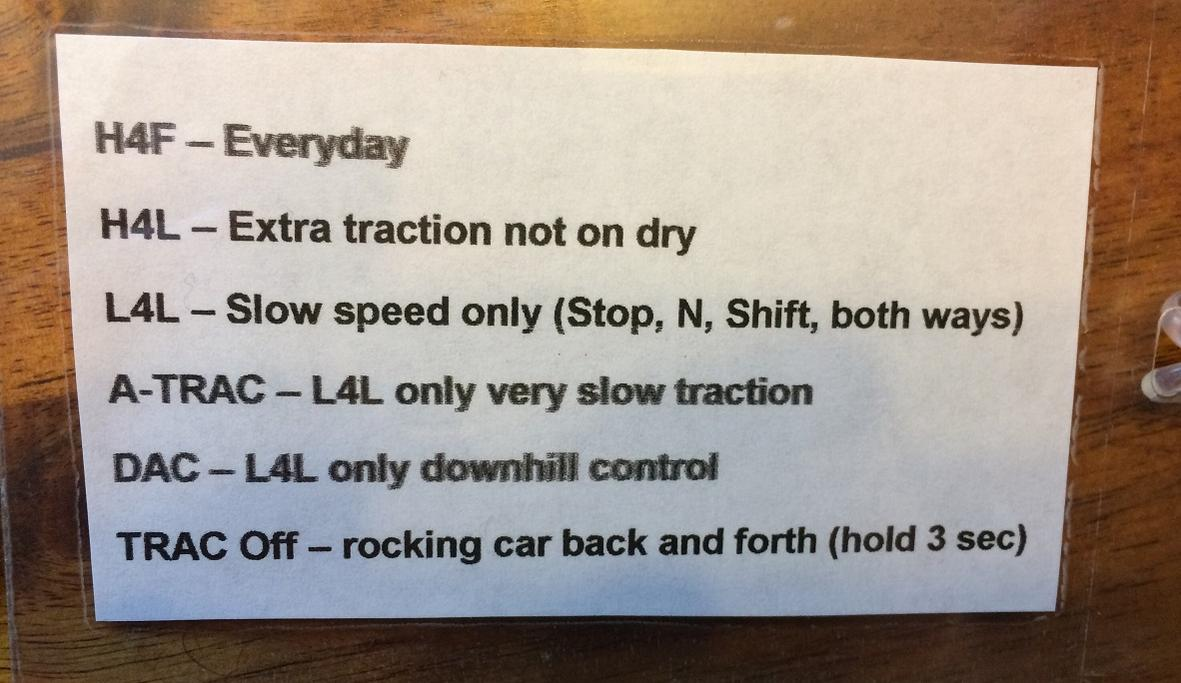 H4F – Everyday
H4L – Extra traction not on dry
L4L – Slow speed only (Stop, N, Shift, both ways)
A-TRAC – L4L only very slow traction
DAC – L4L only downhill control
TRAC Off – rocking car back and forth (hold 3 sec)